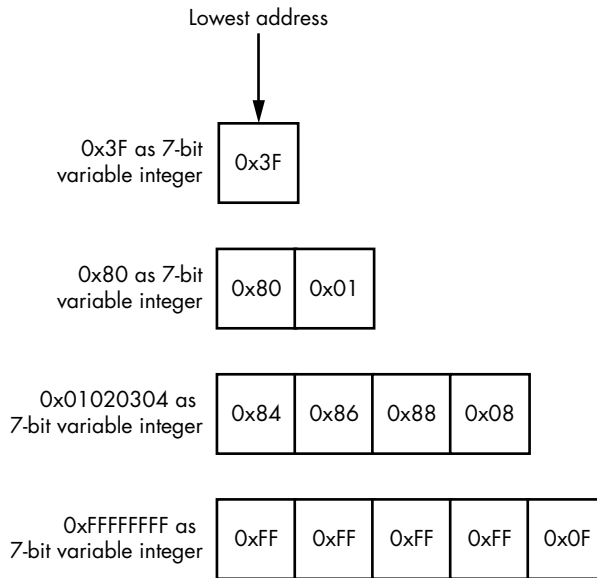 Lowest address
0x3F as 7-bit
variable integer
0x3F
0x80 as 7-bit
variable integer
0x80 0x01
0x01020304 as
7-bit variable integer
0x84 0x86 0x88 0x08
0xFFFFFFFF as
7-bit variable integer
0xFF 0xFF 0xFF 0xFF 0x0F